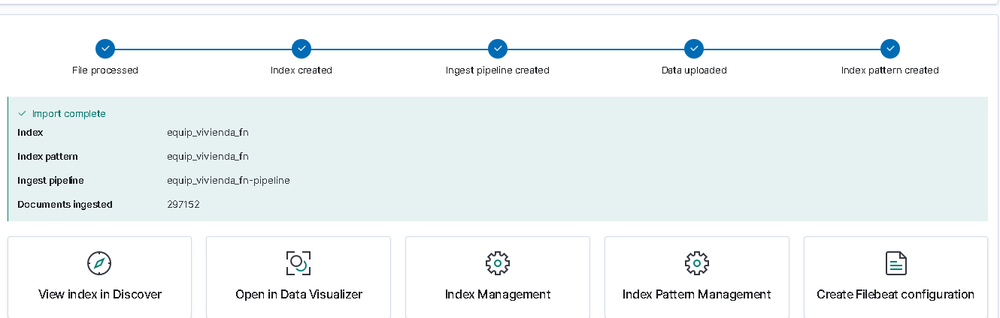 File processed
Index created
Ingest pipeline created
Data uploaded
Index pattern created
Import complete
Index equip_vivienda_fn
Index pattern equip_vivienda_fn
Ingest pipeline equip_vivienda_fn-pipeline
Documents ingested 297152
View index in Discover
Open in Data Visualizer
Index Management
Index Pattern Management
Create Filebeat configuration